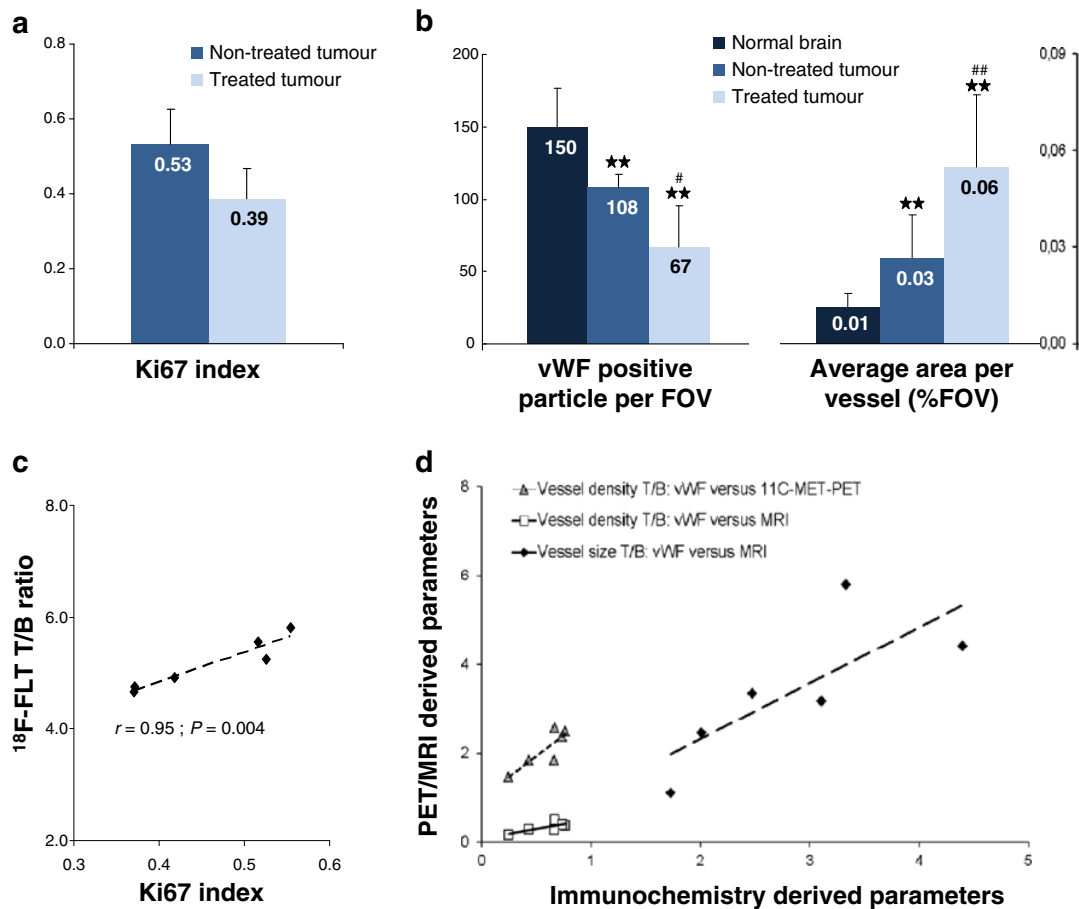 a
0.8
0.6
0.4
0.2
0.0
Non-treated tumour
Treated tumour
0.53
0.39
Ki67 index
b
200
150
100
50
0
Normal brain
Non-treated tumour
Treated tumour
150
★★
108
#
★★
67
vWF positive
particle per FOV
0.01
★★
0.03
##
★★
0.06
0,09
0,06
0,03
0,00
Average area per
vessel (%FOV)
c
18F-FLT T/B ratio
8.0
6.0
4.0
2.0
r = 0.95 ; P = 0.004
0.3 0.4 0.5 0.6
Ki67 index
d
PET/MRI derived parameters
8
6
4
2
0
Vessel density T/B: vWF versus 11C-MET-PET
Vessel density T/B: vWF versus MRI
Vessel size T/B: vWF versus MRI
0 1 2 3 4 5
Immunochemistry derived parameters